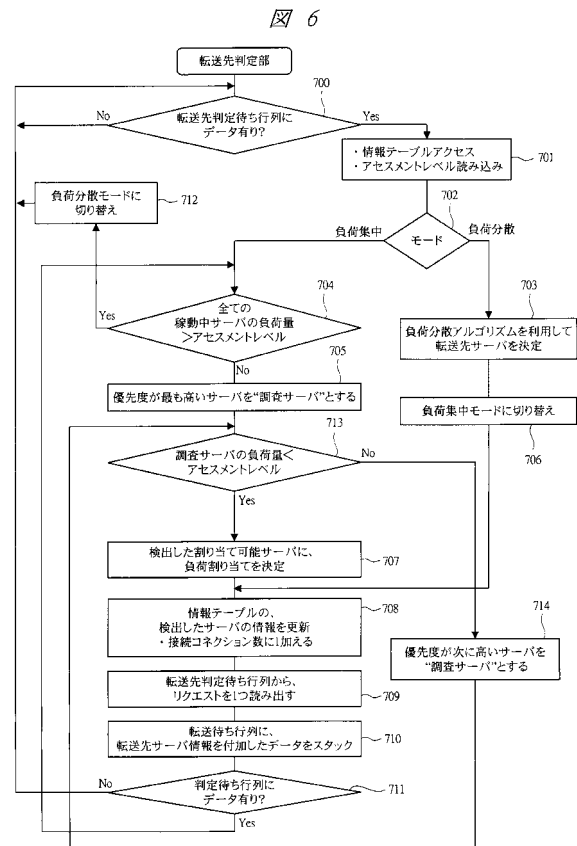 図 6
転送先判定部
700
転送先判定待ち行列に
データ有り?
No
Yes
・情報テーブルアクセス
・アセスメントレベル読み込み
701
702
モード
負荷集中
負荷分散
負荷分散モードに
切り替え
712
703
負荷分散アルゴリズムを利用して
転送先サーバを決定
704
全ての
稼動中サーバの負荷量
>アセスメントレベル
Yes
No
705
優先度が最も高いサーバを“調査サーバ”とする
負荷集中モードに切り替え
706
713
調査サーバの負荷量<
アセスメントレベル
No
Yes
検出した割り当て可能サーバに、
負荷割り当てを決定
707
情報テーブルの、
検出したサーバの情報を更新
・接続コネクション数に1加える
708
714
優先度が次に高いサーバを
“調査サーバ”とする
転送先判定待ち行列から、
リクエストを1つ読み出す
709
転送待ち行列に、
転送先サーバ情報を付加したデータをスタック
710
判定待ち行列に
データ有り?
711
No
Yes